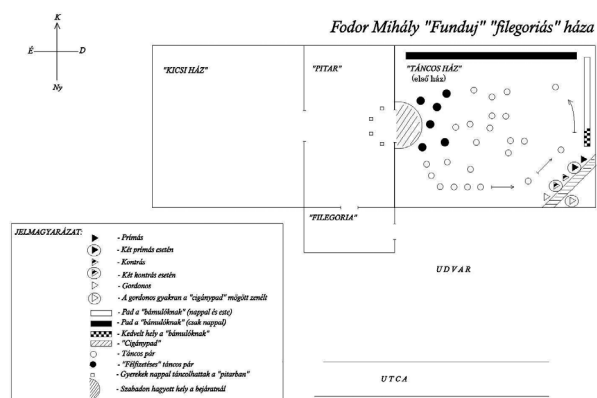 Fodor Mihály "Funduj" "filegoriás" háza
K
É
D
Ny
"KICSI HÁZ"
"PITAR"
"TÁNCOS HÁZ"
(első ház)
"FILEGORIA"
UDVAR
UTCA
JELMAGYARÁZAT:
- Prímás
- Két prímás esetén
- Kontrás
- Két kontrás esetén
- Gordonos
- A gordonos gyakran a "cigánypad" mögött zenélt
- Pad a "bámulóknak" (nappal és este)
- Pad a "bámulóknak" (csak nappal)
- Kedvelt hely a "bámulóknak"
- "Cigánypad"
- Táncos pár
- "Félfizetéses" táncos pár
- Gyerekek nappal táncolhattak a "pitarban"
- Szabadon hagyott hely a bejáratnál